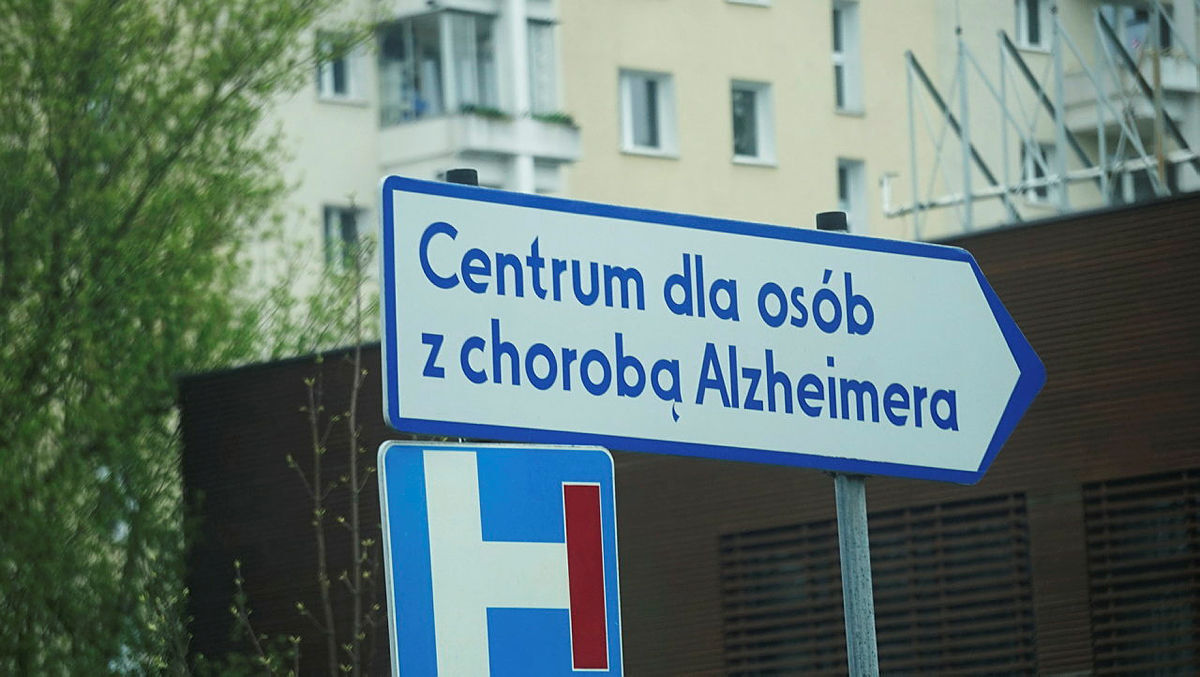 Centrum dla osób
z chorobą Alzheimera